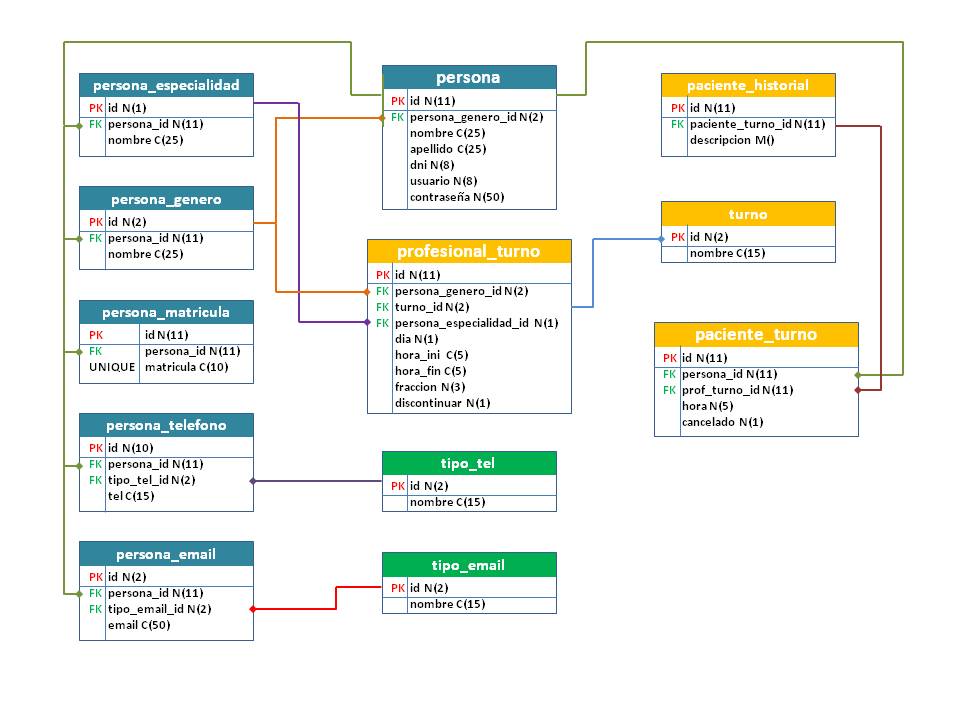 persona_especialidad
PK id N(1)
FK persona_id N(11)
nombre C(25)
persona_genero
PK id N(2)
FK persona_id N(11)
nombre C(25)
persona_matricula
PK id N(11)
FK persona_id N(11)
UNIQUE matricula C(10)
persona_telefono
PK id N(10)
FK persona_id N(11)
FK tipo_tel_id N(2)
tel C(15)
persona_email
PK id N(2)
FK persona_id N(11)
FK tipo_email_id N(2)
email C(50)
persona
PK id N(11)
FK persona_genero_id N(2)
nombre C(25)
apellido C(25)
dni N(8)
usuario N(8)
contraseña N(50)
profesional_turno
PK id N(11)
FK persona_genero_id N(2)
FK turno_id N(2)
FK persona_especialidad_id N(1)
dia N(1)
hora_ini C(5)
hora_fin C(5)
fraccion N(3)
discontinuar N(1)
tipo_tel
PK id N(2)
nombre C(15)
tipo_email
PK id N(2)
nombre C(15)
paciente_historial
PK id N(11)
FK paciente_turno_id N(11)
descripcion M()
turno
PK id N(2)
nombre C(15)
paciente_turno
PK id N(11)
FK persona_id N(11)
FK prof_turno_id N(11)
hora N(5)
cancelado N(1)